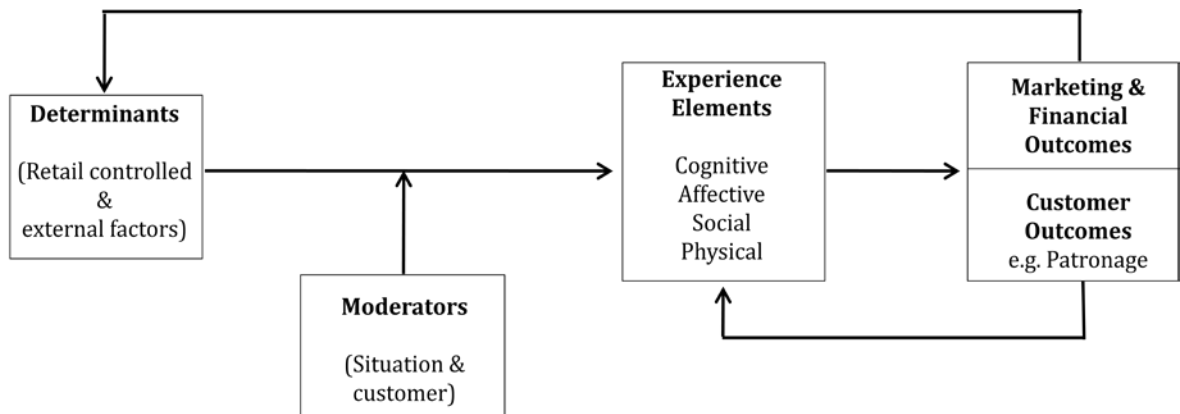 Determinants
(Retail controlled
&
external factors)
Moderators
(Situation &
customer)
Experience
Elements
Cognitive
Affective
Social
Physical
Marketing &
Financial
Outcomes
Customer
Outcomes
e.g. Patronage